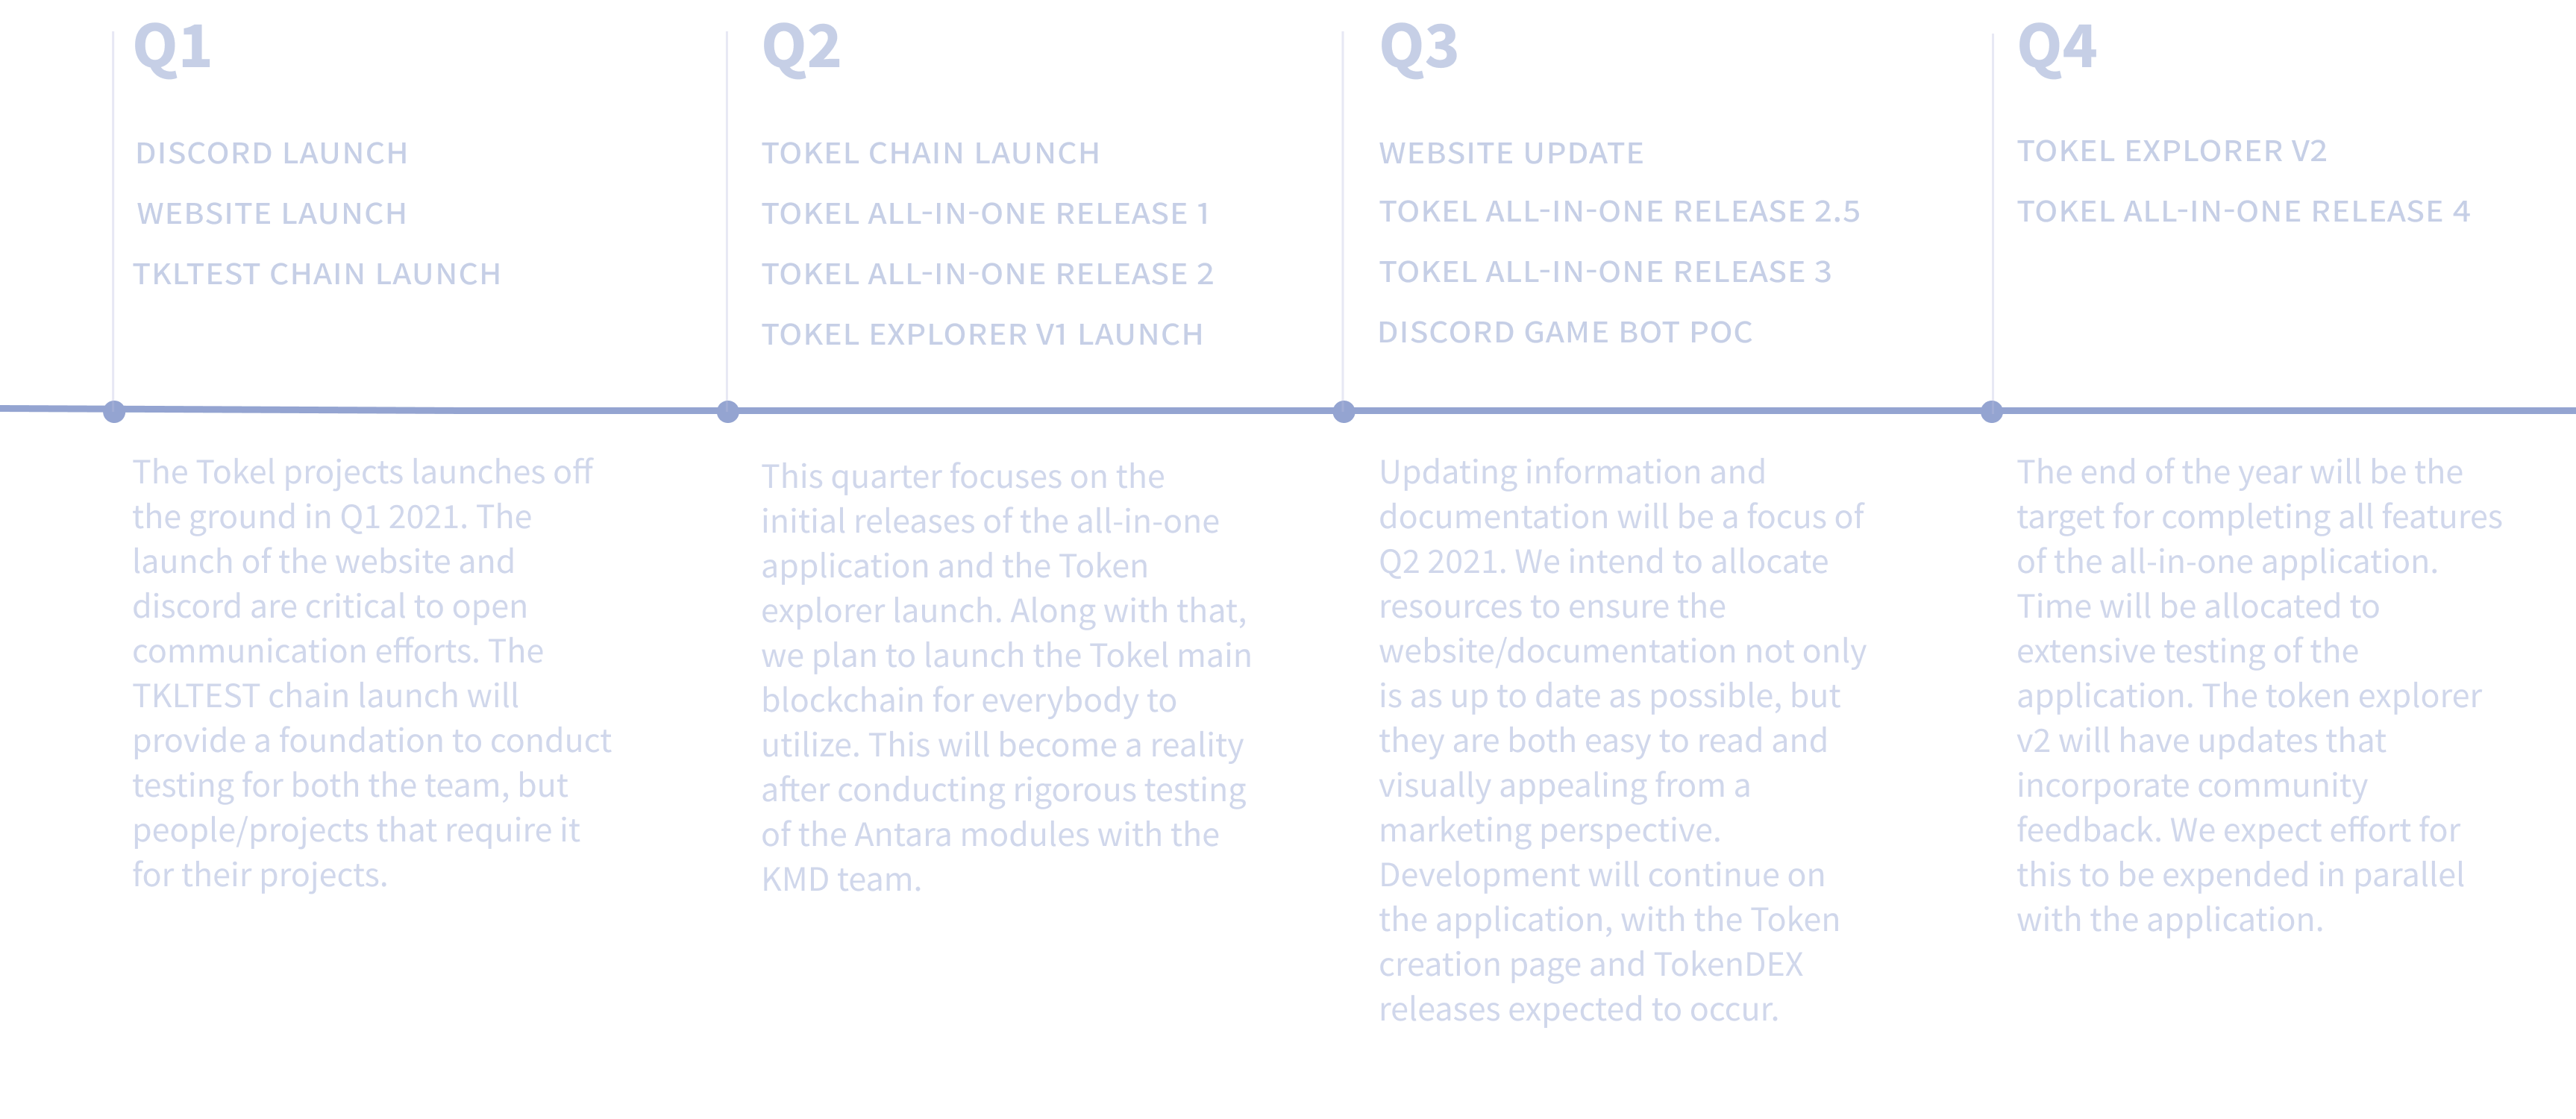 Q1
DISCORD LAUNCH
WEBSITE LAUNCH
TKLTEST CHAIN LAUNCH
The Tokel projects launches off
the ground in Q1 2021. The
launch of the website and
discord are critical to open
communication efforts. The
TKLTEST chain launch will
provide a foundation to conduct
testing for both the team, but
people/projects that require it
for their projects.
Q2
TOKEL CHAIN LAUNCH
TOKEL ALL-IN-ONE RELEASE 1
TOKEL ALL-IN-ONE RELEASE 2
TOKEL EXPLORER V1 LAUNCH
This quarter focuses on the
initial releases of the all-in-one
application and the Token
explorer launch. Along with that,
we plan to launch the Tokel main
blockchain for everybody to
utilize. This will become a reality
after conducting rigorous testing
of the Antara modules with the
KMD team.
Q3
WEBSITE UPDATE
TOKEL ALL-IN-ONE RELEASE 2.5
TOKEL ALL-IN-ONE RELEASE 3
DISCORD GAME BOT POC
Updating information and
documentation will be a focus of
Q2 2021. We intend to allocate
resources to ensure the
website/documentation not only
is as up to date as possible, but
they are both easy to read and
visually appealing from a
marketing perspective.
Development will continue on
the application, with the Token
creation page and TokenDEX
releases expected to occur.
Q4
TOKEL EXPLORER V2
TOKEL ALL-IN-ONE RELEASE 4
The end of the year will be the
target for completing all features
of the all-in-one application.
Time will be allocated to
extensive testing of the
application. The token explorer
v2 will have updates that
incorporate community
feedback. We expect effort for
this to be expended in parallel
with the application.